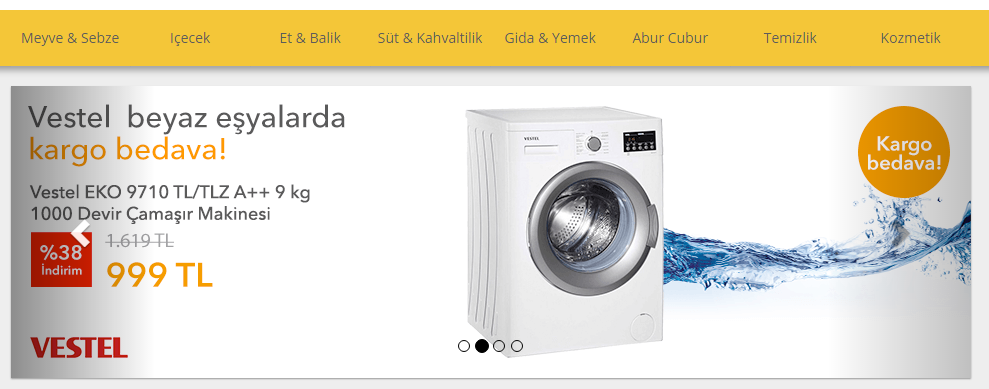 Meyve & Sebze İçecek Et & Balik Süt & Kahvaltilik Gida & Yemek Abur Cubur Temizlik Kozmetik
Vestel beyaz eşyalarda
kargo bedava!
Vestel EKO 9710 TL/TLZ A++ 9 kg
1000 Devir Çamaşır Makinesi
%38
İndirim
1.619 TL
999 TL
VESTEL
VESTEL
Kargo
bedava!